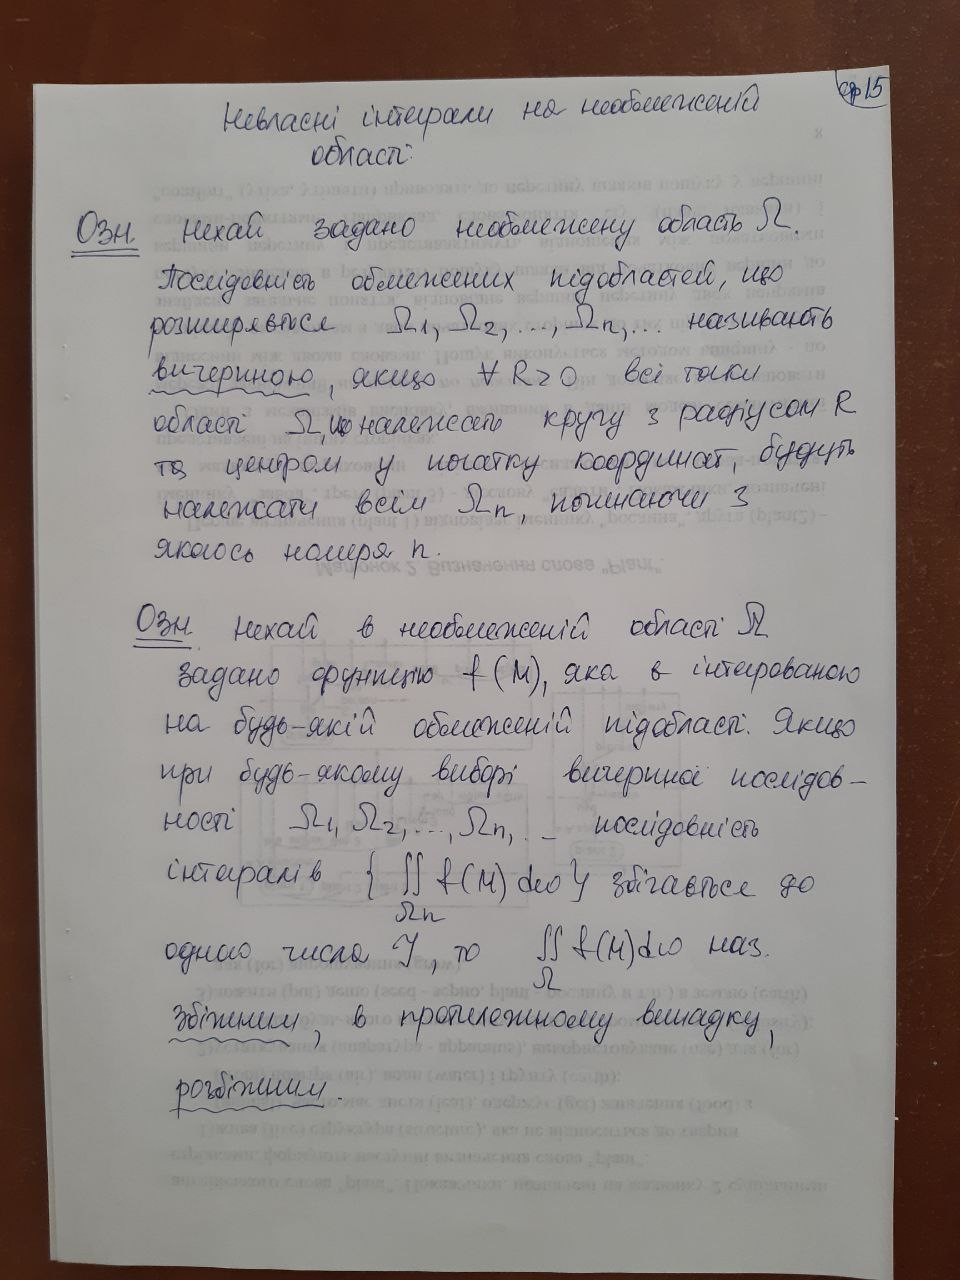 ср 15
Невласні інтеграли на необмеженій
області.
Озн. Нехай задано необмежену область Ω.
Послідовність обмежених підобластей, що
розширяється Ω₁, Ω₂, ..., Ωn, ... називають
вичерпною, якщо ∀ R>0 всі точки
області Ω, що належать кругу з радіусом R
та центром у початку координат, будуть
належати всім Ωn, починаючи з
якогось номера n.
Озн. Нехай в необмеженій області Ω
задано функцію f(M), яка є інтегрованою
на будь-якій обмеженій підобласті. Якщо
при будь-якому виборі вичерпної послідов-
ності Ω₁, Ω₂, ..., Ωn, ... послідовність
інтегралів { ∬Ωn f(M) dω } збігається до
одного числа J, то ∬Ω f(M)dω наз.
збіжним, в протилежному випадку,
розбіжним.